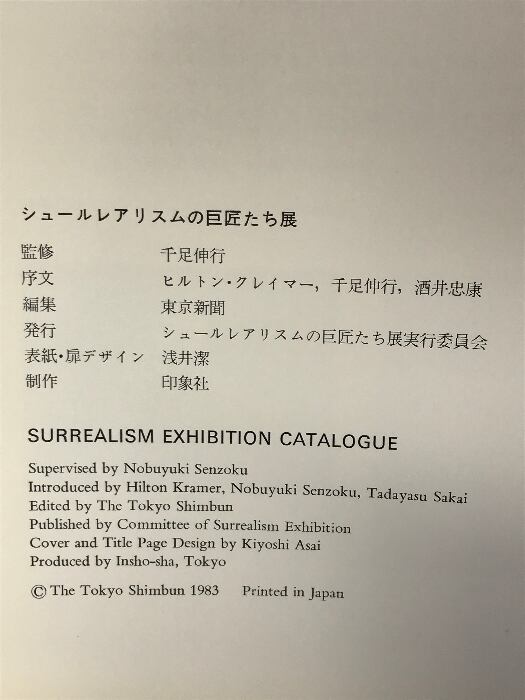 シュールレアリスムの巨匠たち展
監修 千足伸行
序文 ヒルトン・クレイマー，千足伸行，酒井忠康
編集 東京新聞
発行 シュールレアリスムの巨匠たち展実行委員会
表紙・扉デザイン 浅井潔
制作 印象社
SURREALISM EXHIBITION CATALOGUE
Supervised by Nobuyuki Senzoku
Introduced by Hilton Kramer, Nobuyuki Senzoku, Tadayasu Sakai
Edited by The Tokyo Shimbun
Published by Committee of Surrealism Exhibition
Cover and Title Page Design by Kiyoshi Asai
Produced by Insho-sha, Tokyo
© The Tokyo Shimbun 1983 Printed in Japan